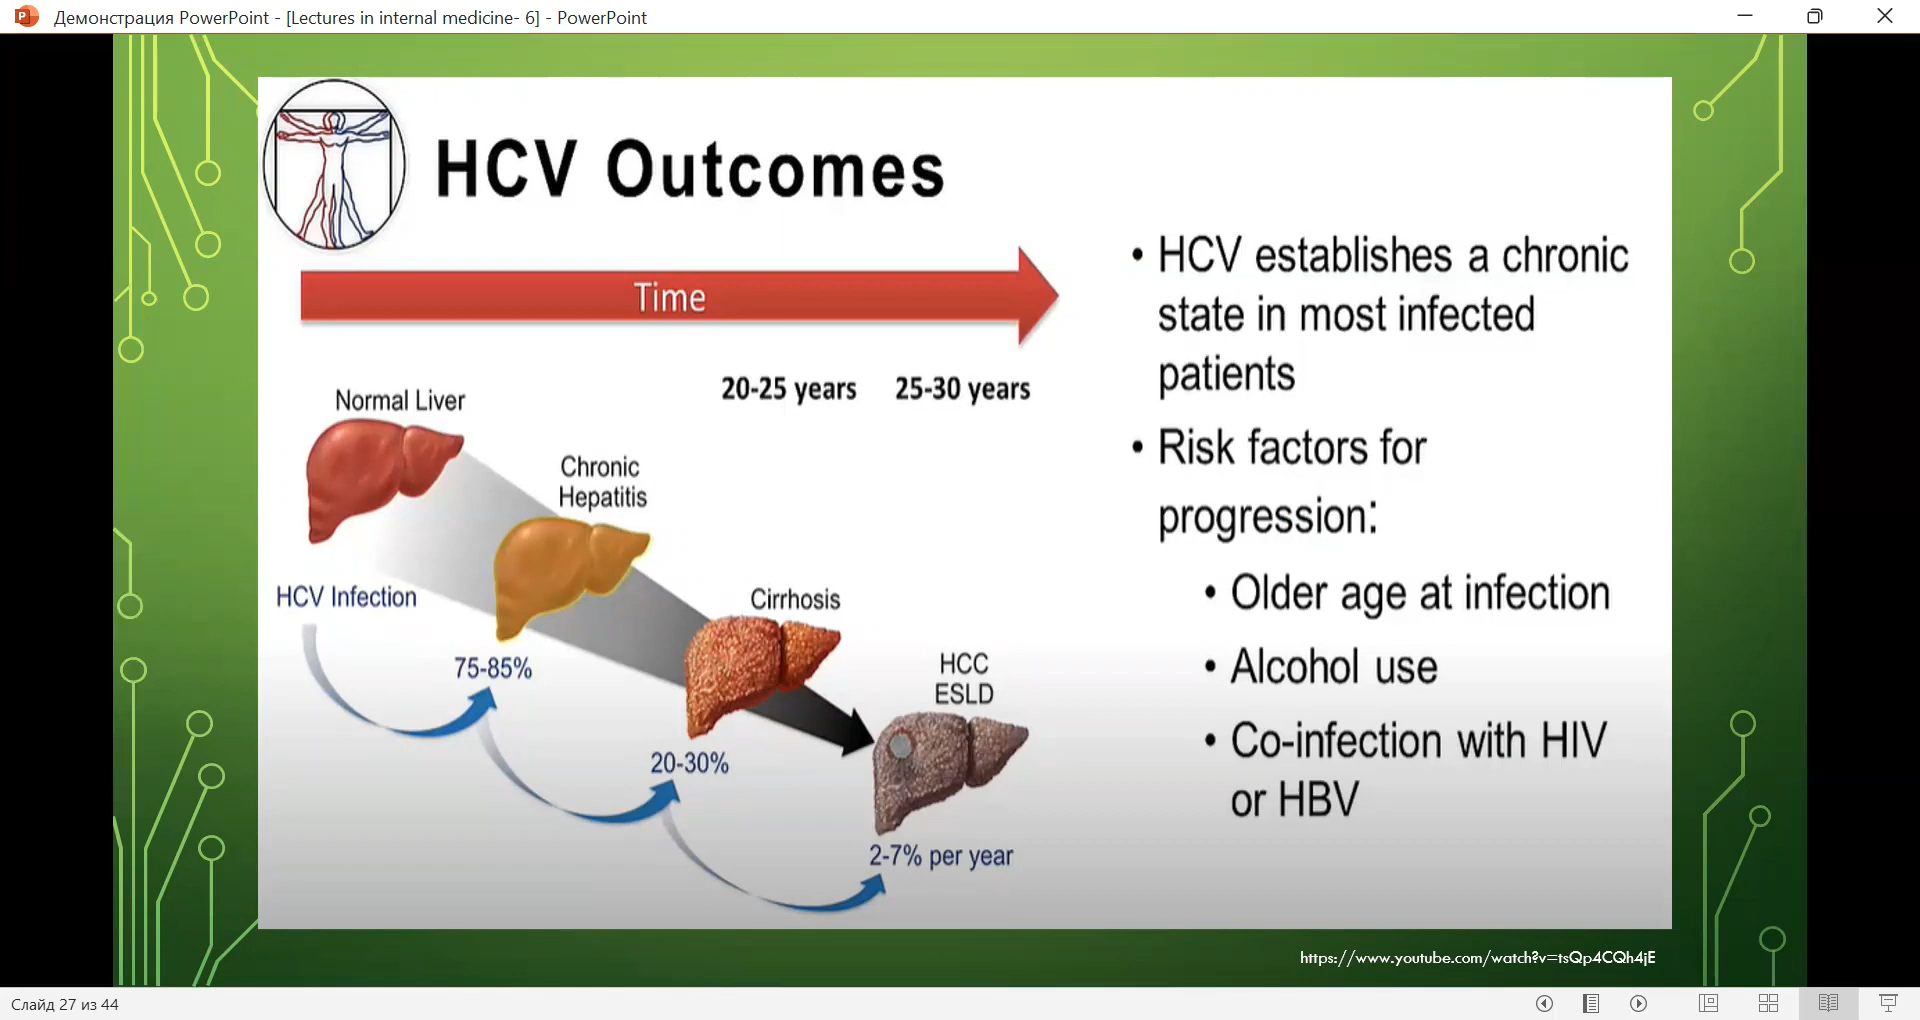 Демонстрация PowerPoint - [Lectures in internal medicine- 6] - PowerPoint
HCV Outcomes
Time
20-25 years 25-30 years
Normal Liver
Chronic
Hepatitis
HCV Infection
Cirrhosis
75-85%
HCC
ESLD
20-30%
2-7% per year
• HCV establishes a chronic
state in most infected
patients
• Risk factors for
progression:
• Older age at infection
• Alcohol use
• Co-infection with HIV
or HBV
https://www.youtube.com/watch?v=tsQp4CQh4jE
Слайд 27 из 44